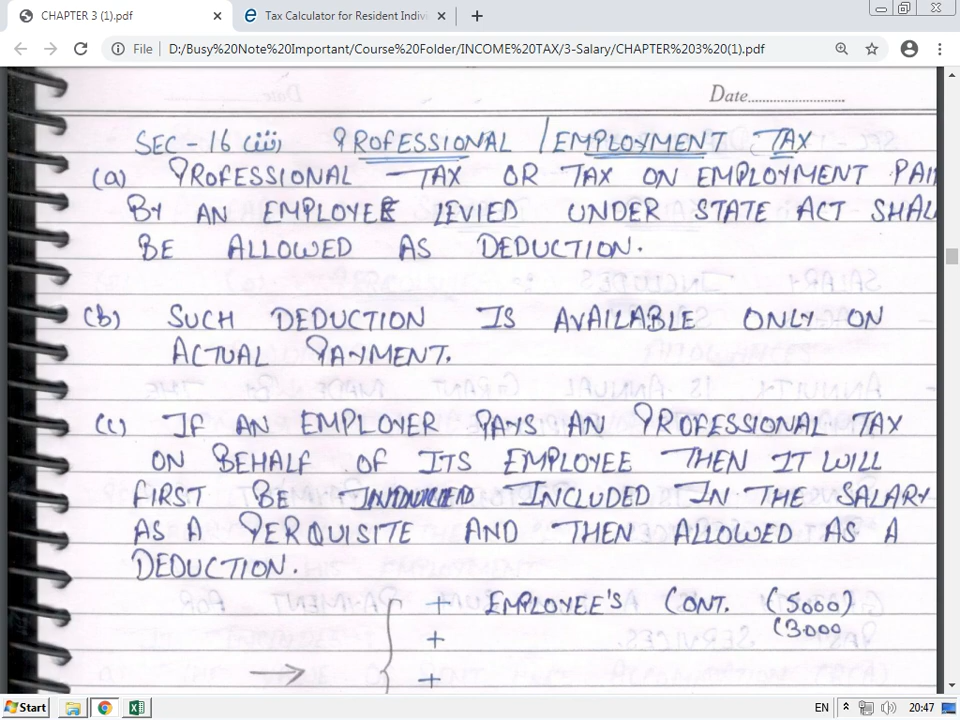 CHAPTER 3 (1).pdf
Tax Calculator for Resident Indivi
File
D:/Busy%20Note%20Important/Course%20Folder/INCOME%20TAX/3-Salary/CHAPTER%203%20(1).pdf
Date
SEC - 16 (iii) PROFESSIONAL / EMPLOYMENT TAX
(a) PROFESSIONAL TAX OR TAX ON EMPLOYMENT PAI
BY AN EMPLOYEE LEVIED UNDER STATE ACT SHAL
BE ALLOWED AS DEDUCTION.
(b) SUCH DEDUCTION IS AVAILABLE ONLY ON
ACTUAL PAYMENT.
(c) IF AN EMPLOYER PAYS AN PROFESSIONAL TAX
ON BEHALF OF ITS EMPLOYEE THEN IT WILL
FIRST BE INCLUDED IN THE SALARY
AS A PERQUISITE AND THEN ALLOWED AS A
DEDUCTION.
+ EMPLOYEE'S CONT. (5000)
+ (3000
→ +
Start
EN
20:47